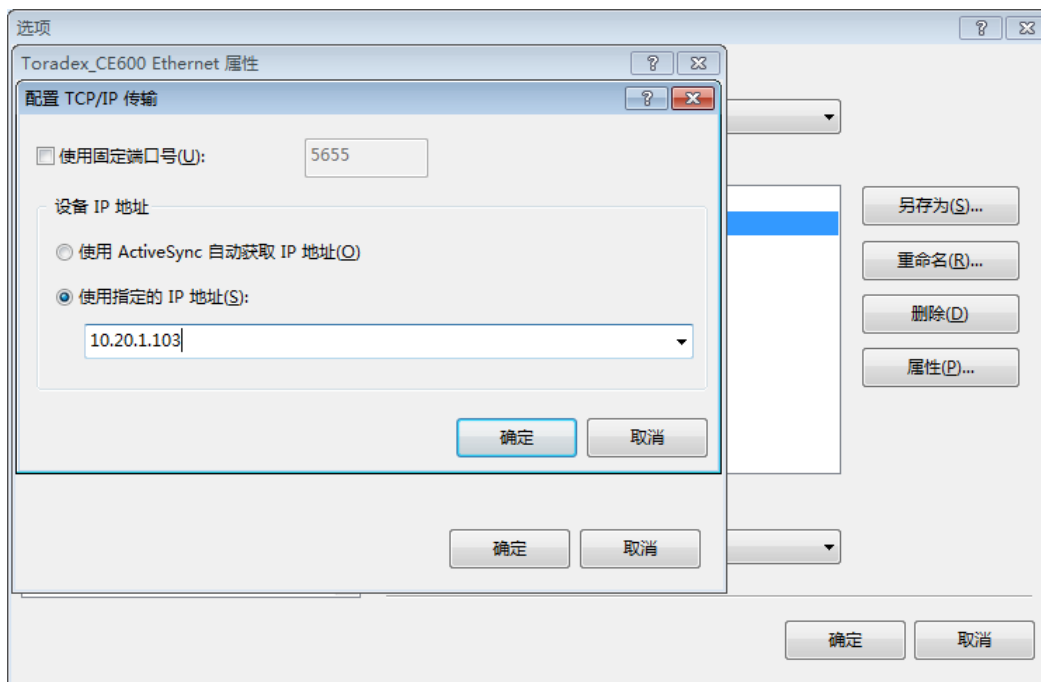 选项
Toradex_CE600 Ethernet 属性
配置 TCP/IP 传输
使用固定端口号(U):
5655
设备 IP 地址
使用 ActiveSync 自动获取 IP 地址(O)
使用指定的 IP 地址(S):
10.20.1.103
确定
取消
确定
取消
另存为(S)...
重命名(R)...
删除(D)
属性(P)...
确定
取消